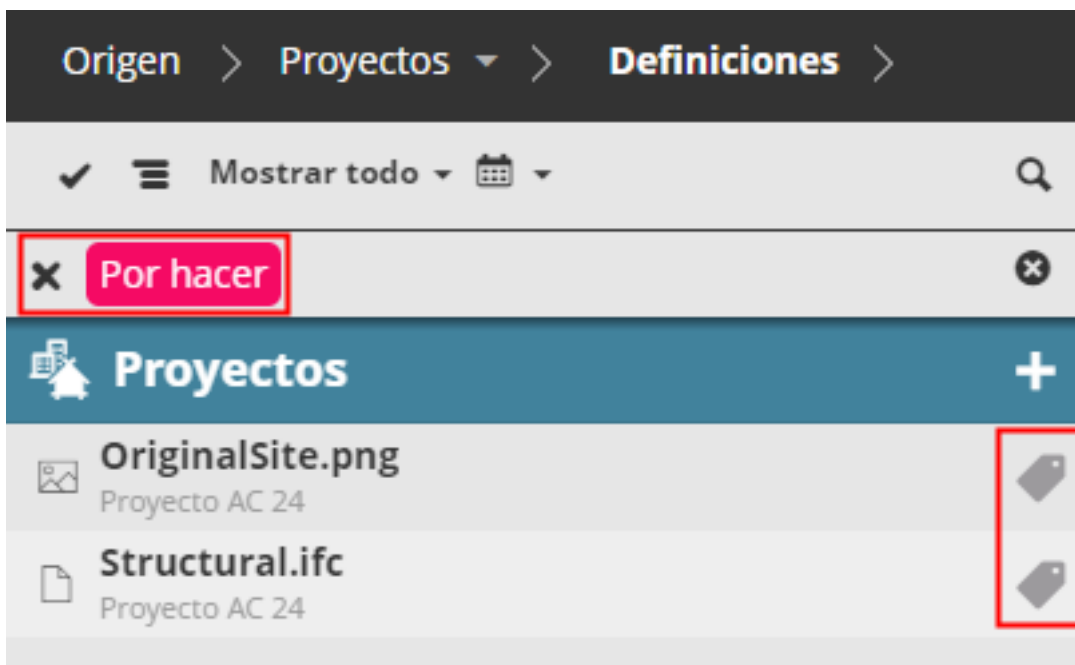 Origen > Proyectos > Definiciones >
Mostrar todo
Por hacer
Proyectos
OriginalSite.png
Proyecto AC 24
Structural.ifc
Proyecto AC 24